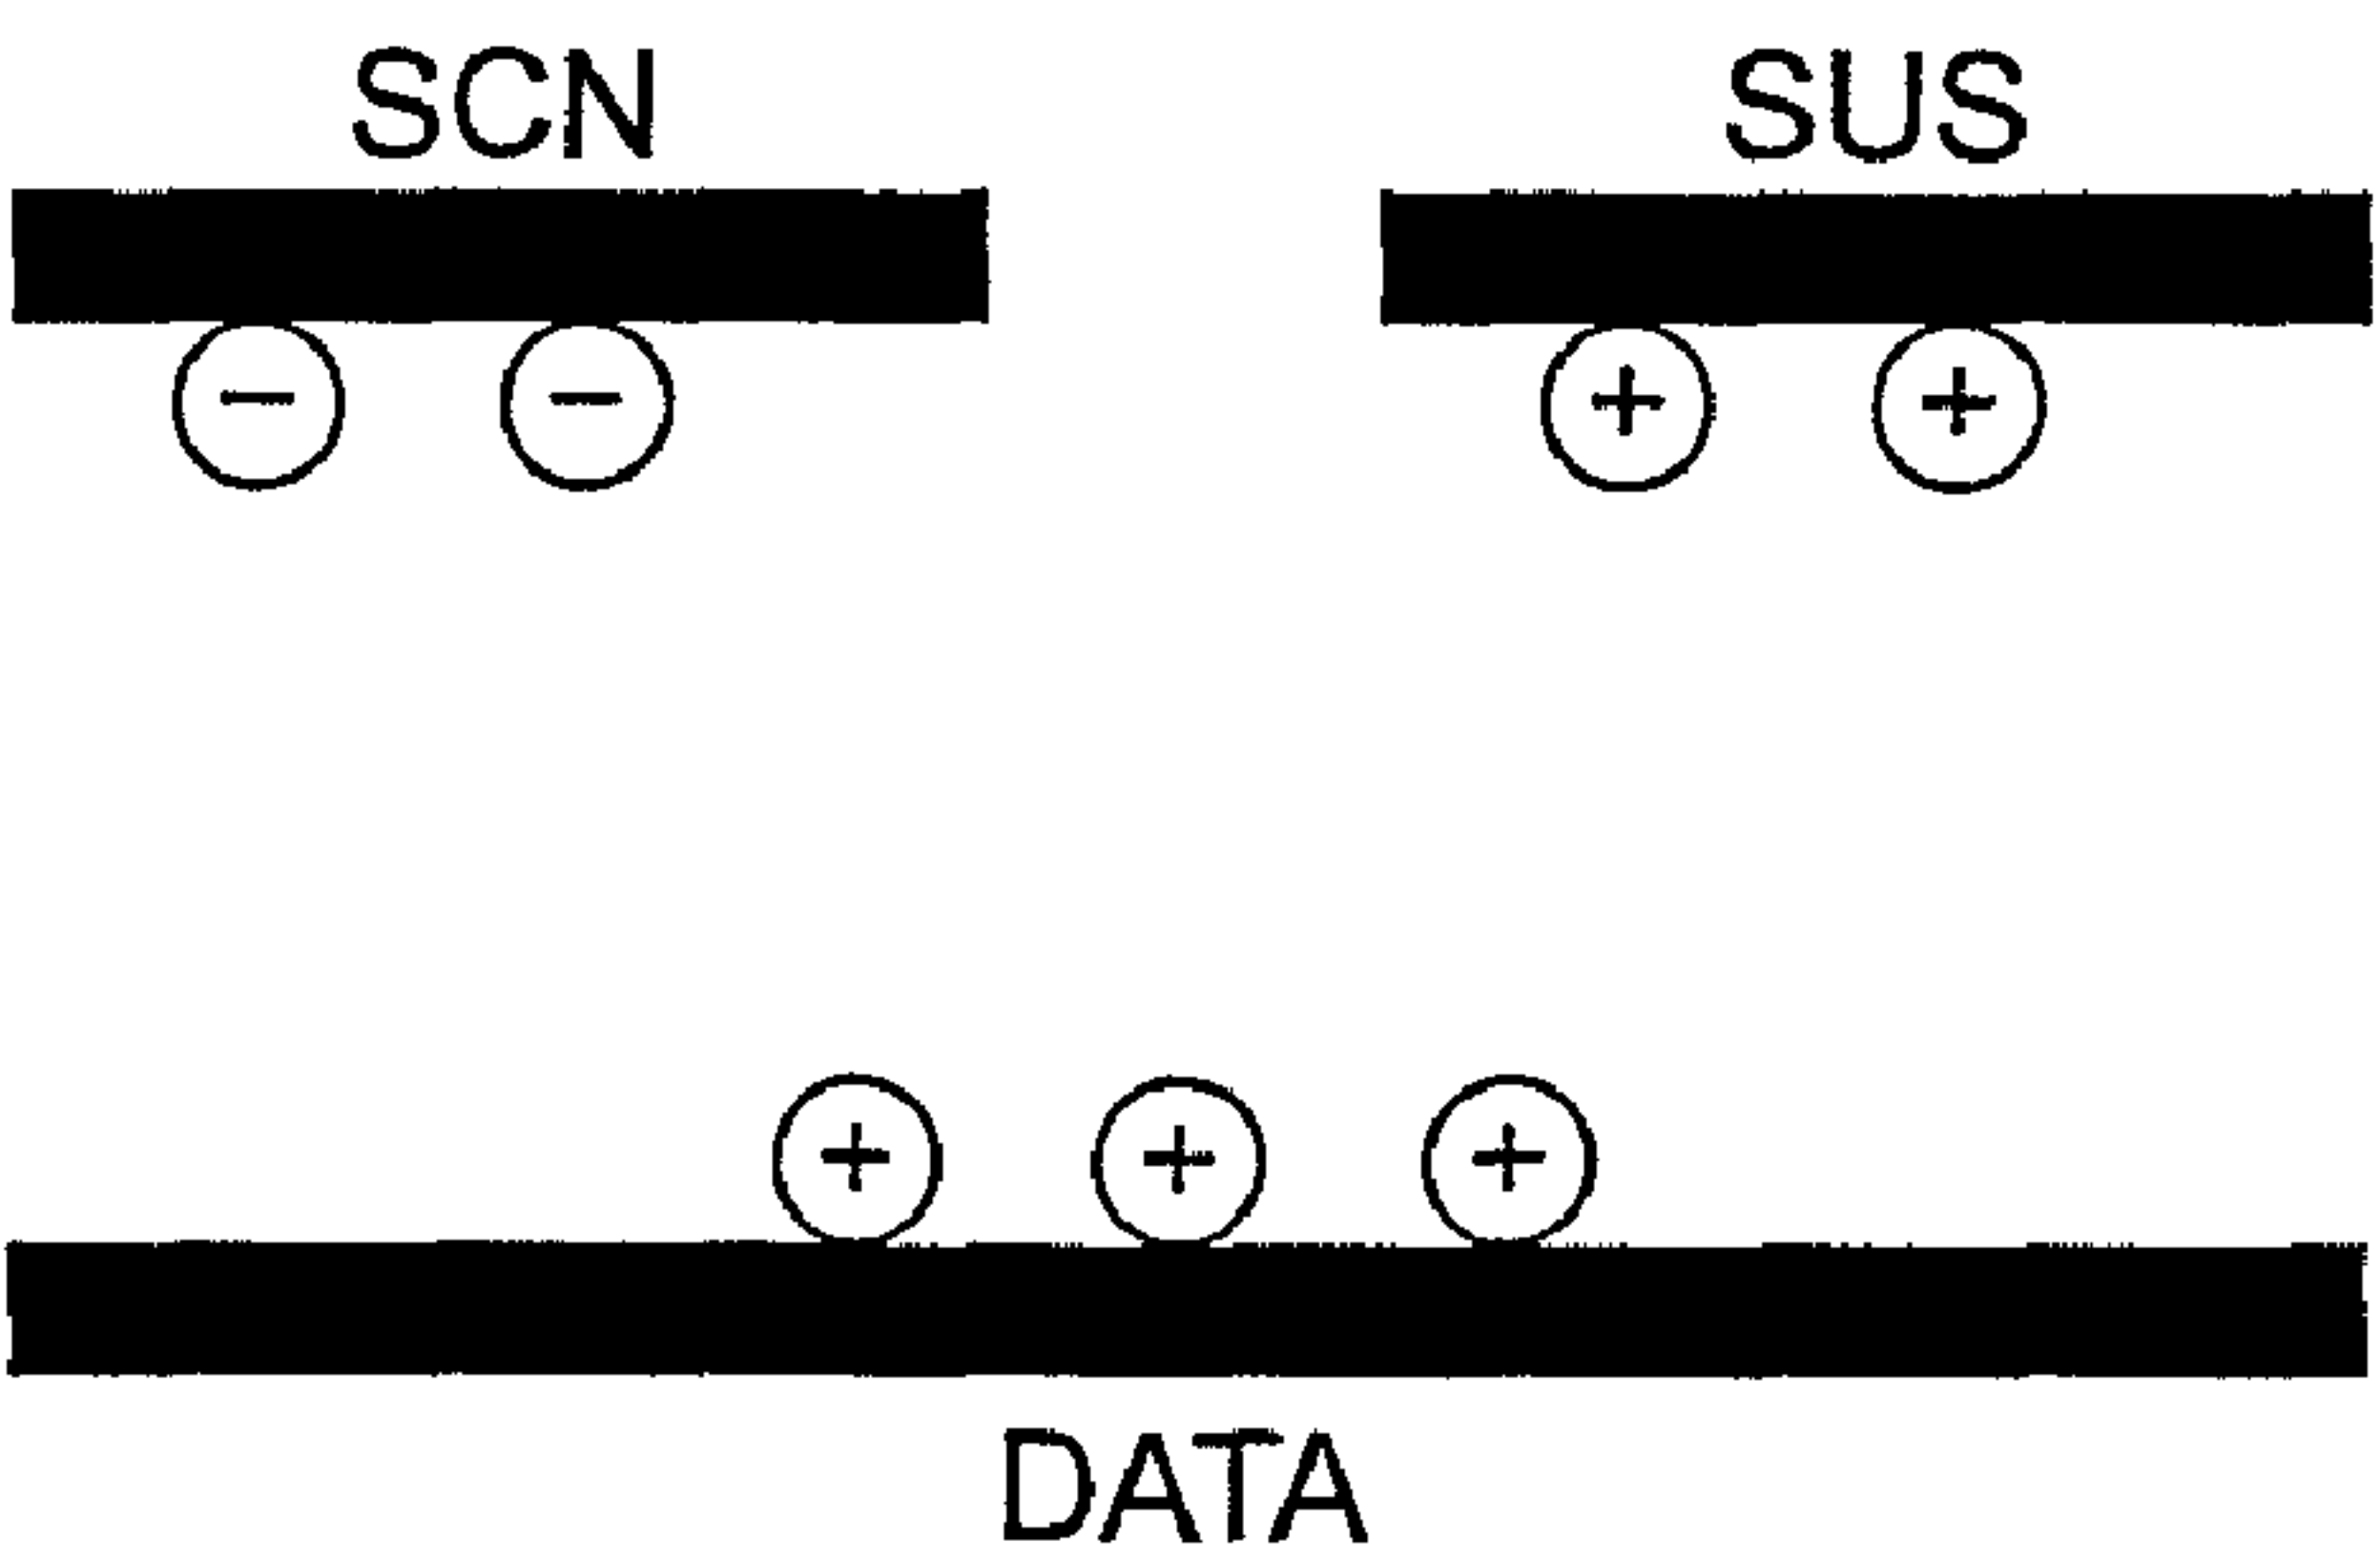 SCN SUS
− − + +
+ + +
DATA